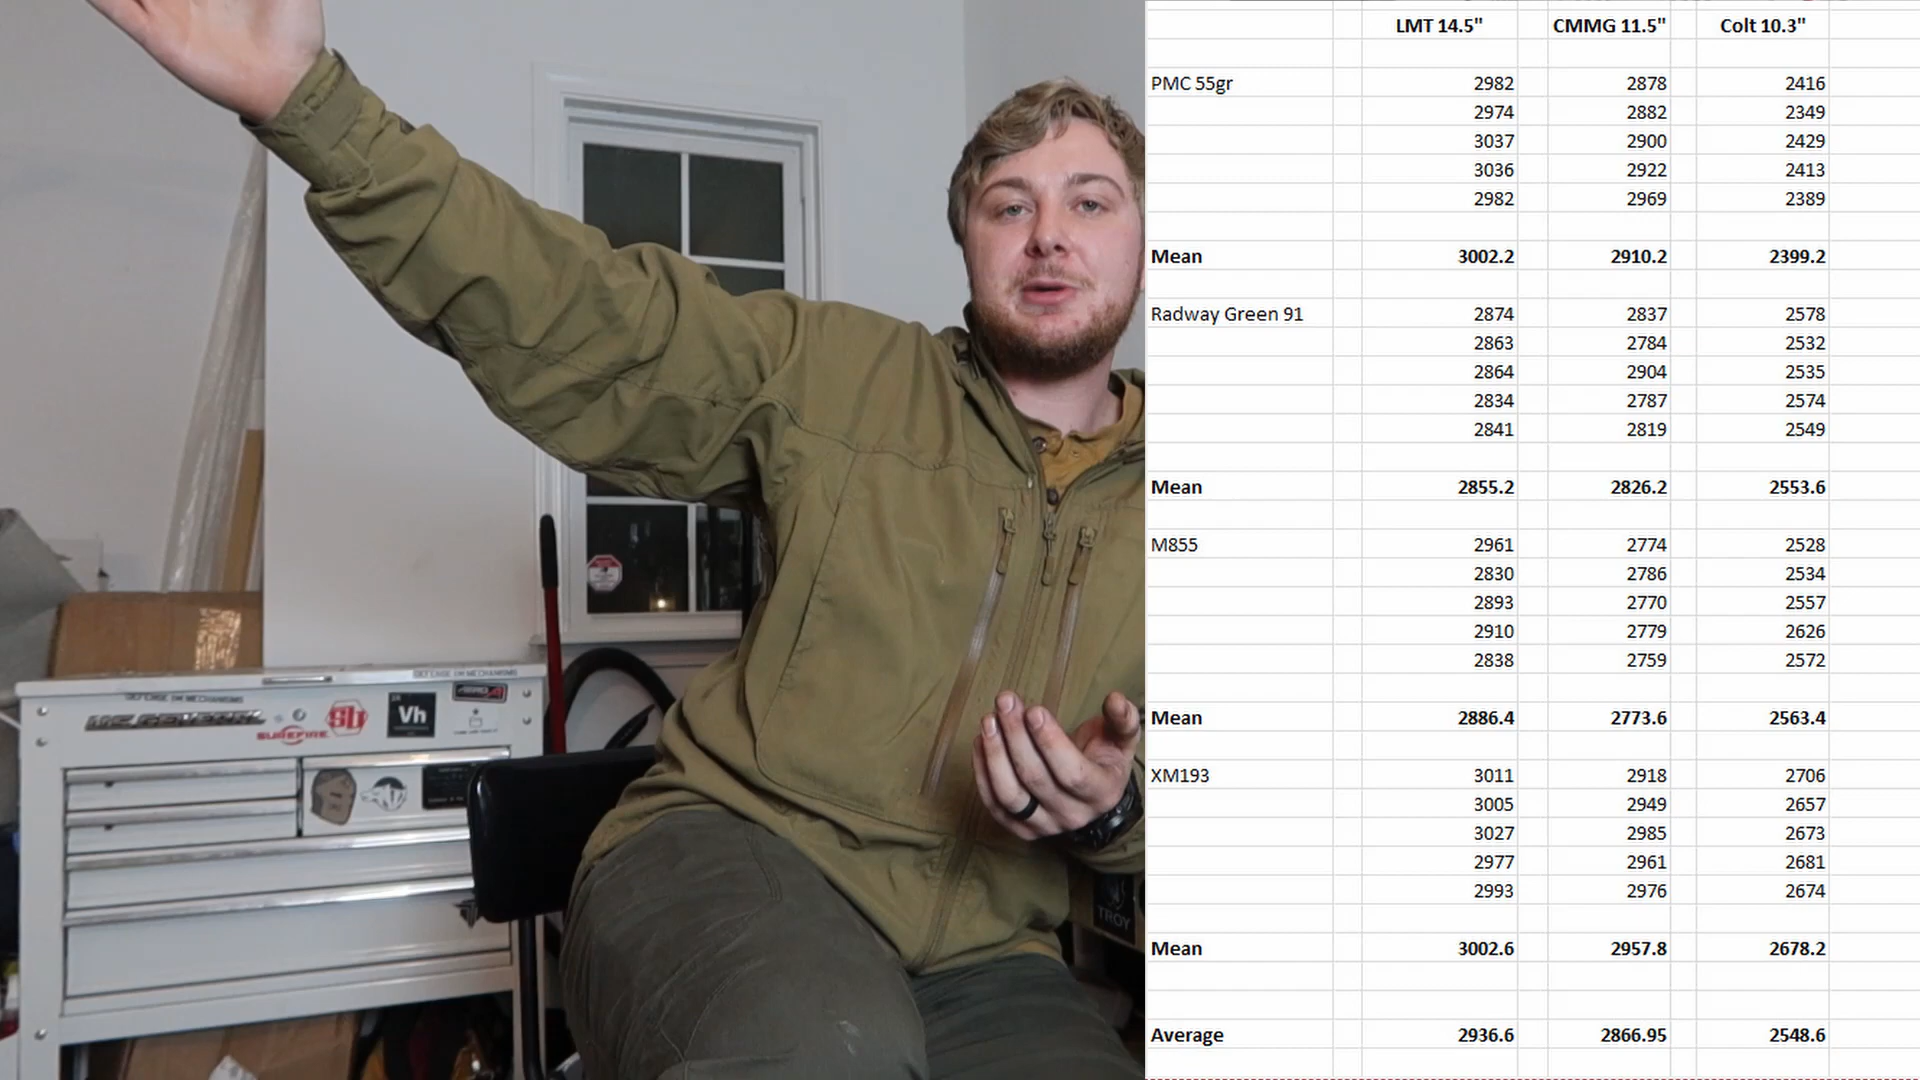 LMT 14.5" CMMG 11.5" Colt 10.3"
PMC 55gr 2982 2878 2416
2974 2882 2349
3037 2900 2429
3036 2922 2413
2982 2969 2389
Mean 3002.2 2910.2 2399.2
Radway Green 91 2874 2837 2578
2863 2784 2532
2864 2904 2535
2834 2787 2574
2841 2819 2549
Mean 2855.2 2826.2 2553.6
M855 2961 2774 2528
2830 2786 2534
2893 2770 2557
2910 2779 2626
2838 2759 2572
Mean 2886.4 2773.6 2563.4
XM193 3011 2918 2706
3005 2949 2657
3027 2985 2673
2977 2961 2681
2993 2976 2674
Mean 3002.6 2957.8 2678.2
Average 2936.6 2866.95 2548.6
U.S. GENERAL
SUREFIRE
SB
Vh
TROY